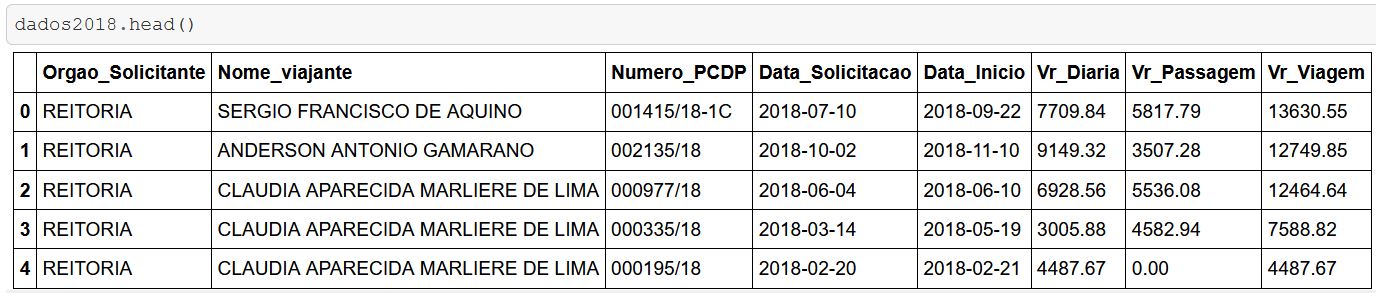 dados2018.head()
Orgao_Solicitante Nome_viajante Numero_PCDP Data_Solicitacao Data_Inicio Vr_Diaria Vr_Passagem Vr_Viagem
0 REITORIA SERGIO FRANCISCO DE AQUINO 001415/18-1C 2018-07-10 2018-09-22 7709.84 5817.79 13630.55
1 REITORIA ANDERSON ANTONIO GAMARANO 002135/18 2018-10-02 2018-11-10 9149.32 3507.28 12749.85
2 REITORIA CLAUDIA APARECIDA MARLIERE DE LIMA 000977/18 2018-06-04 2018-06-10 6928.56 5536.08 12464.64
3 REITORIA CLAUDIA APARECIDA MARLIERE DE LIMA 000335/18 2018-03-14 2018-05-19 3005.88 4582.94 7588.82
4 REITORIA CLAUDIA APARECIDA MARLIERE DE LIMA 000195/18 2018-02-20 2018-02-21 4487.67 0.00 4487.67